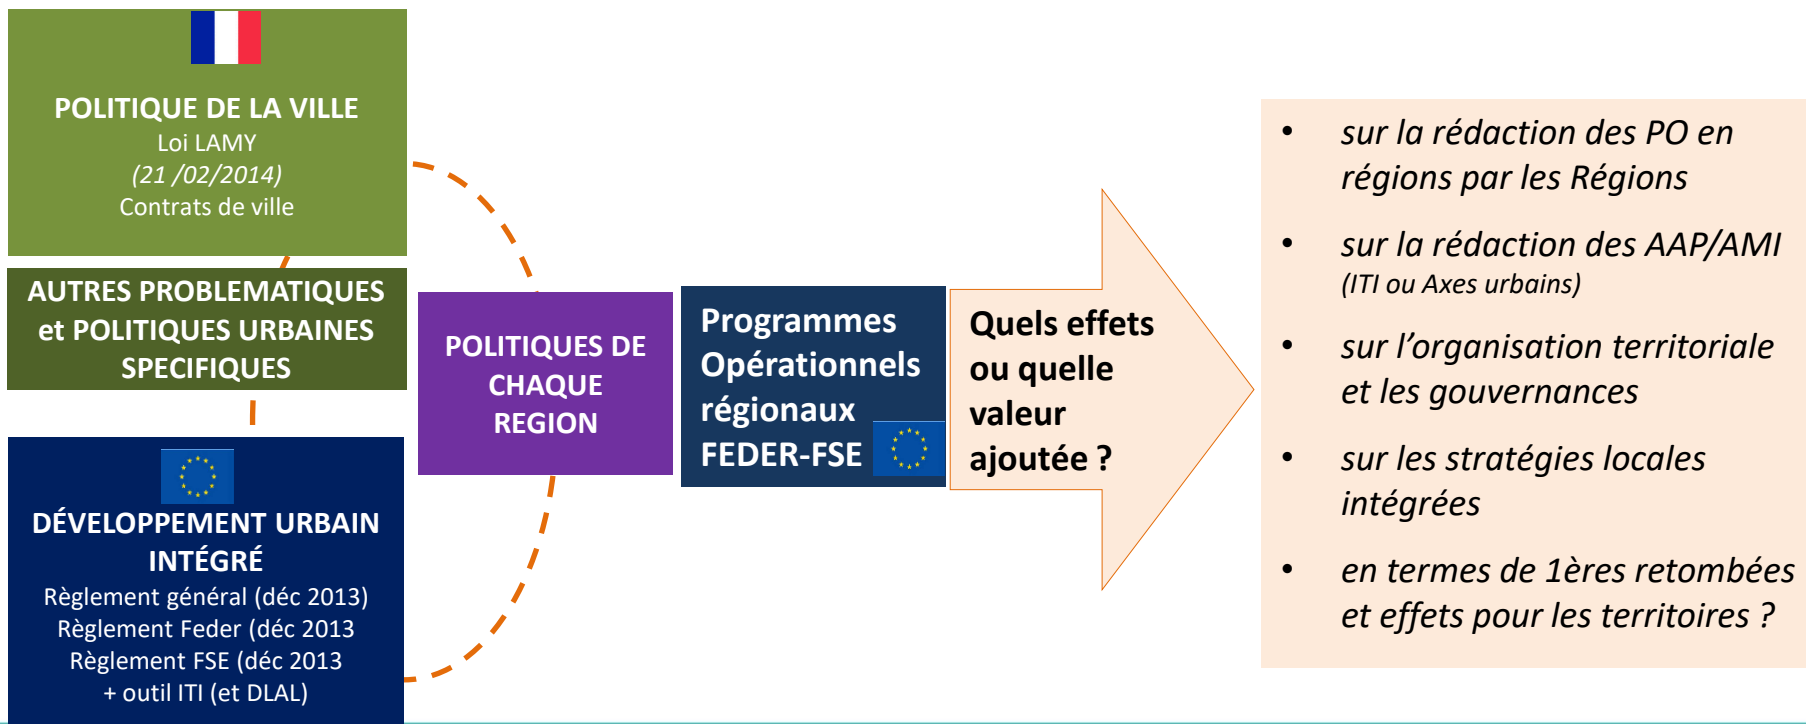 POLITIQUE DE LA VILLE
Loi LAMY
(21 /02/2014)
Contrats de ville
AUTRES PROBLEMATIQUES
et POLITIQUES URBAINES
SPECIFIQUES
DÉVELOPPEMENT URBAIN
INTÉGRÉ
Règlement général (déc 2013)
Règlement Feder (déc 2013
Règlement FSE (déc 2013
+ outil ITI (et DLAL)
POLITIQUES DE
CHAQUE
REGION
Programmes
Opérationnels
régionaux
FEDER-FSE
Quels effets
ou quelle
valeur
ajoutée ?
• sur la rédaction des PO en
régions par les Régions
• sur la rédaction des AAP/AMI
(ITI ou Axes urbains)
• sur l’organisation territoriale
et les gouvernances
• sur les stratégies locales
intégrées
• en termes de 1ères retombées
et effets pour les territoires ?